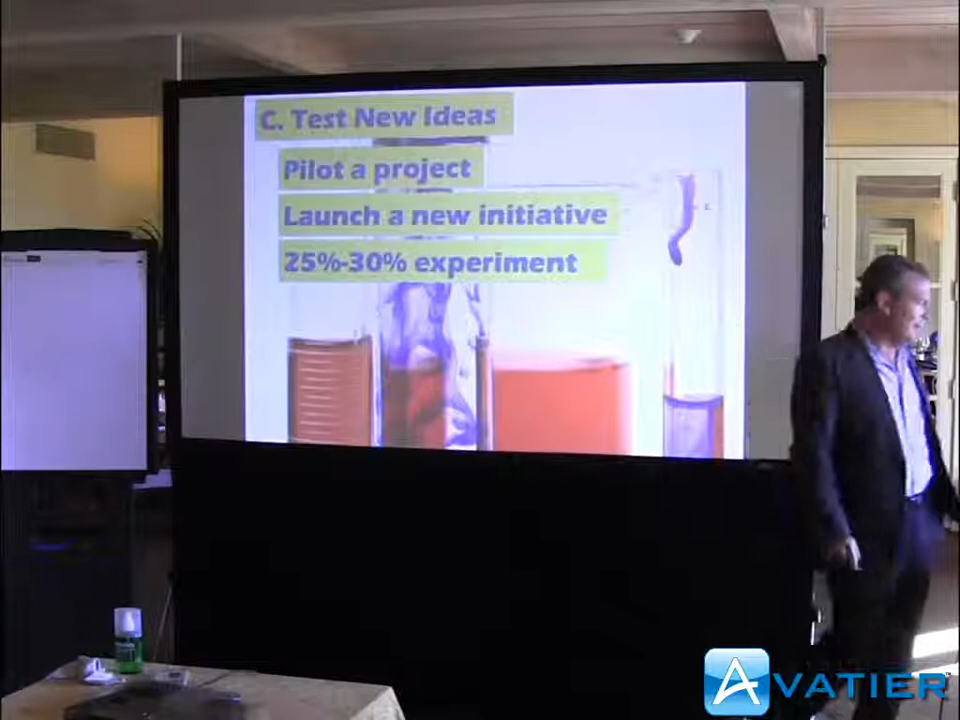 C. Test New Ideas
Pilot a project
Launch a new initiative
25%-30% experiment
AVATIER